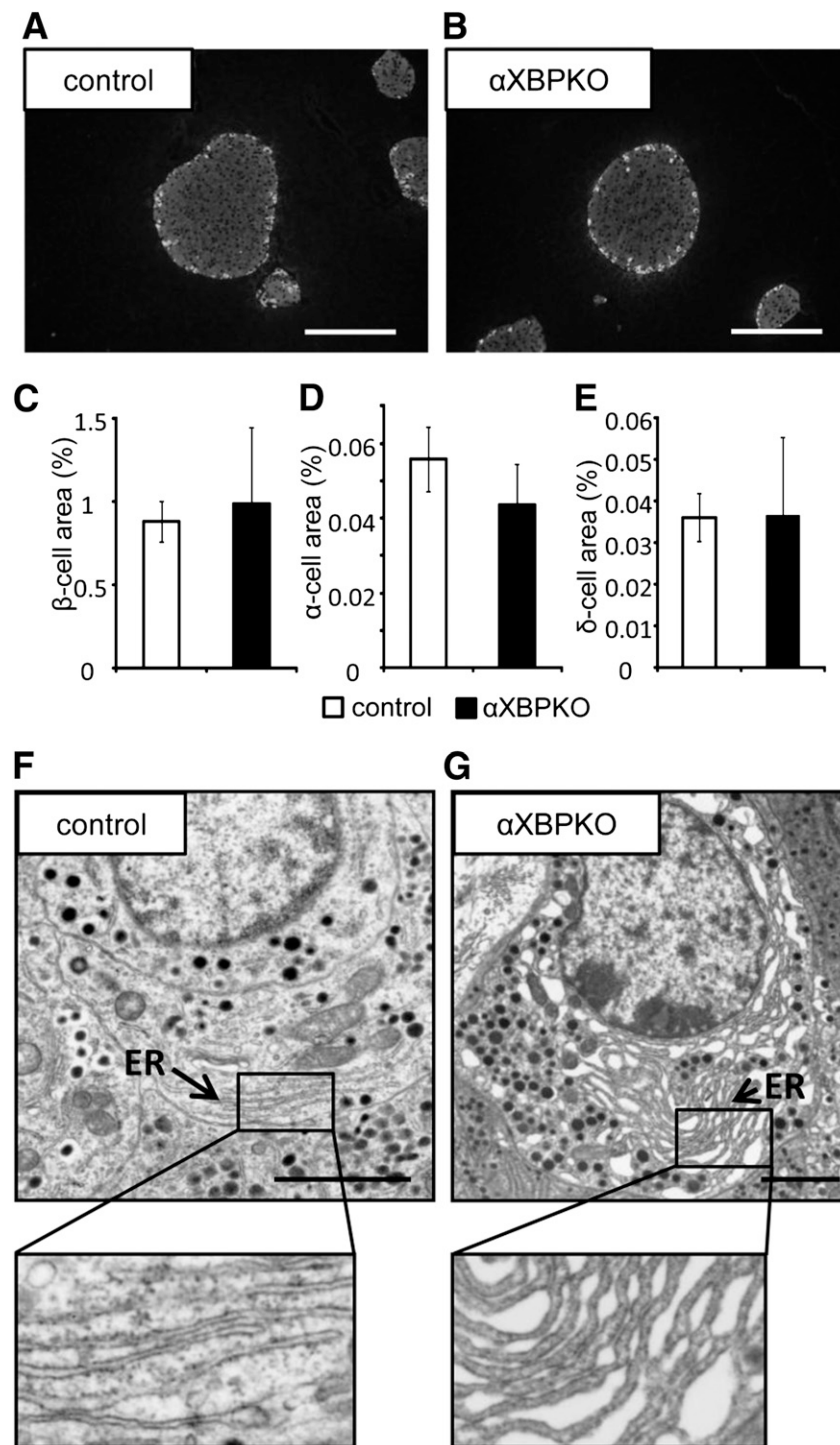 A
control
B
αXBPKO
C
β-cell area (%)
1.5
1
0.5
0
D
α-cell area (%)
0.06
0.04
0.02
0
E
δ-cell area (%)
0.06
0.05
0.04
0.03
0.02
0.01
0
control αXBPKO
F
control
ER
G
αXBPKO
ER